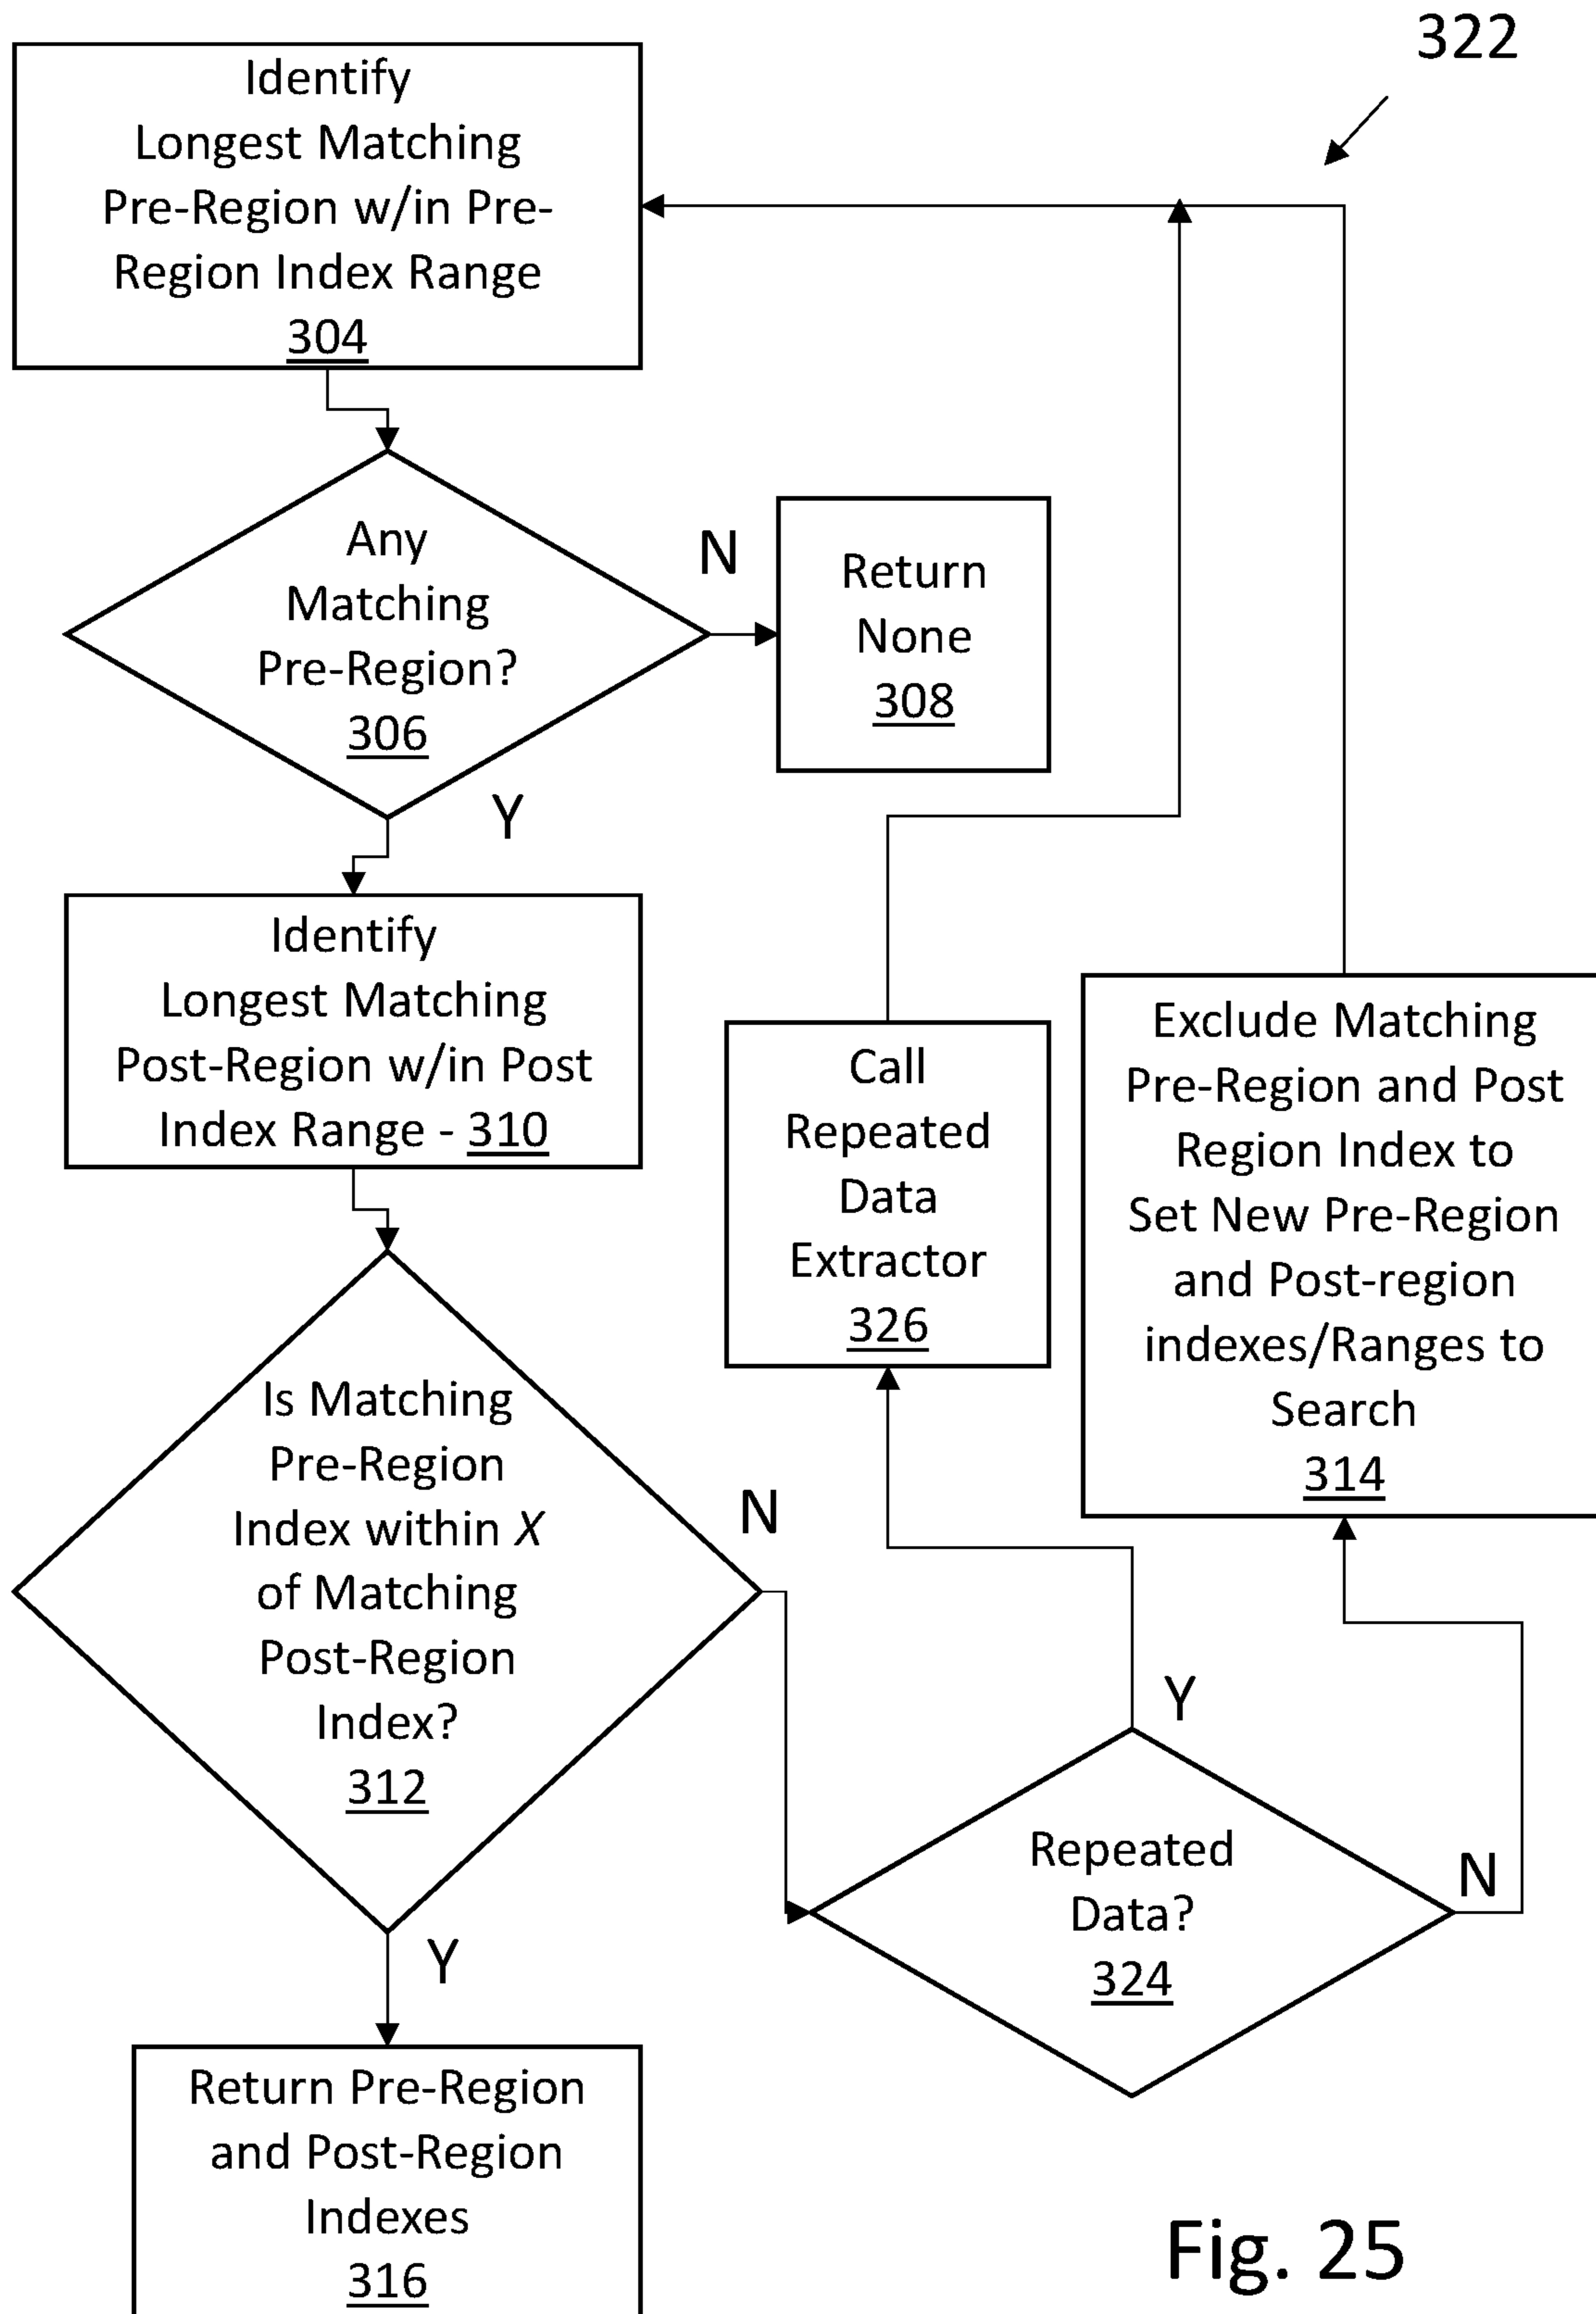 322
Identify
Longest Matching
Pre-Region w/in Pre-
Region Index Range
304
Any
Matching
Pre-Region?
306
N
Return
None
308
Y
Identify
Longest Matching
Post-Region w/in Post
Index Range - 310
Call
Repeated
Data
Extractor
326
Exclude Matching
Pre-Region and Post
Region Index to
Set New Pre-Region
and Post-region
indexes/Ranges to
Search
314
Is Matching
Pre-Region
Index within X
of Matching
Post-Region
Index?
312
N
Y
Repeated
Data?
324
Y
N
Return Pre-Region
and Post-Region
Indexes
316
Fig. 25